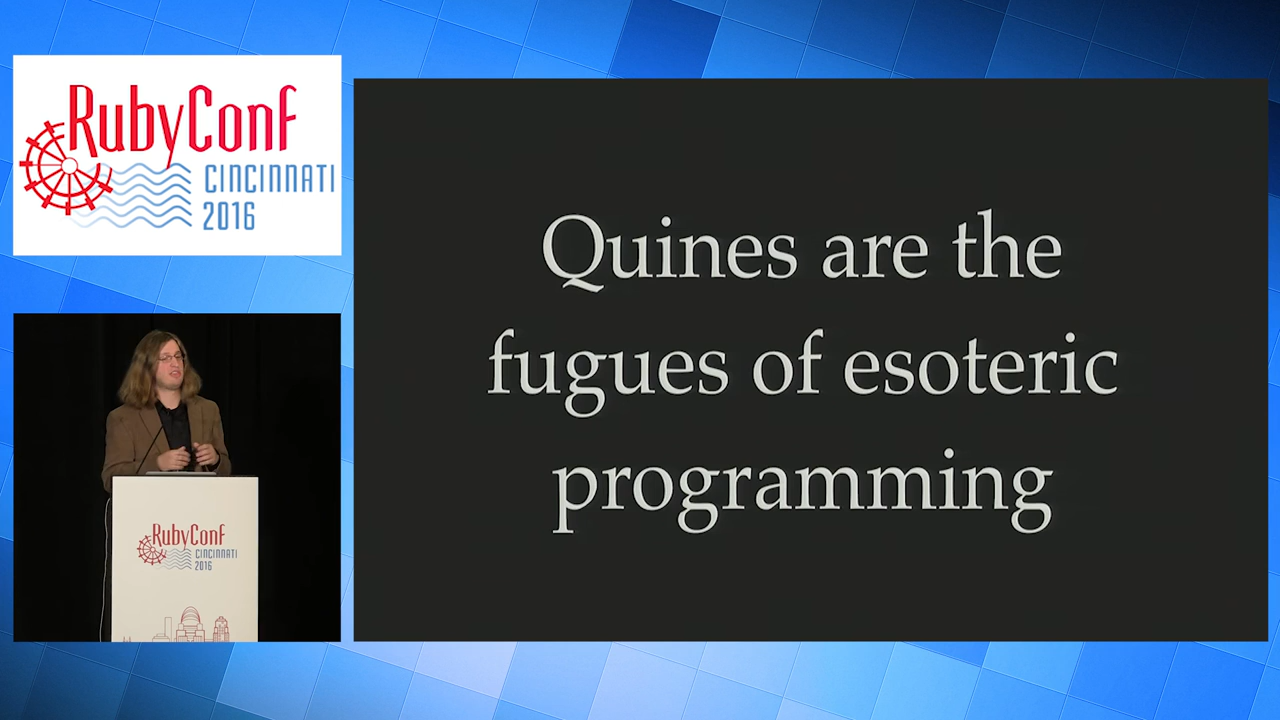 RubyConf
CINCINNATI
2016
Quines are the
fugues of esoteric
programming
RubyConf
CINCINNATI
2016